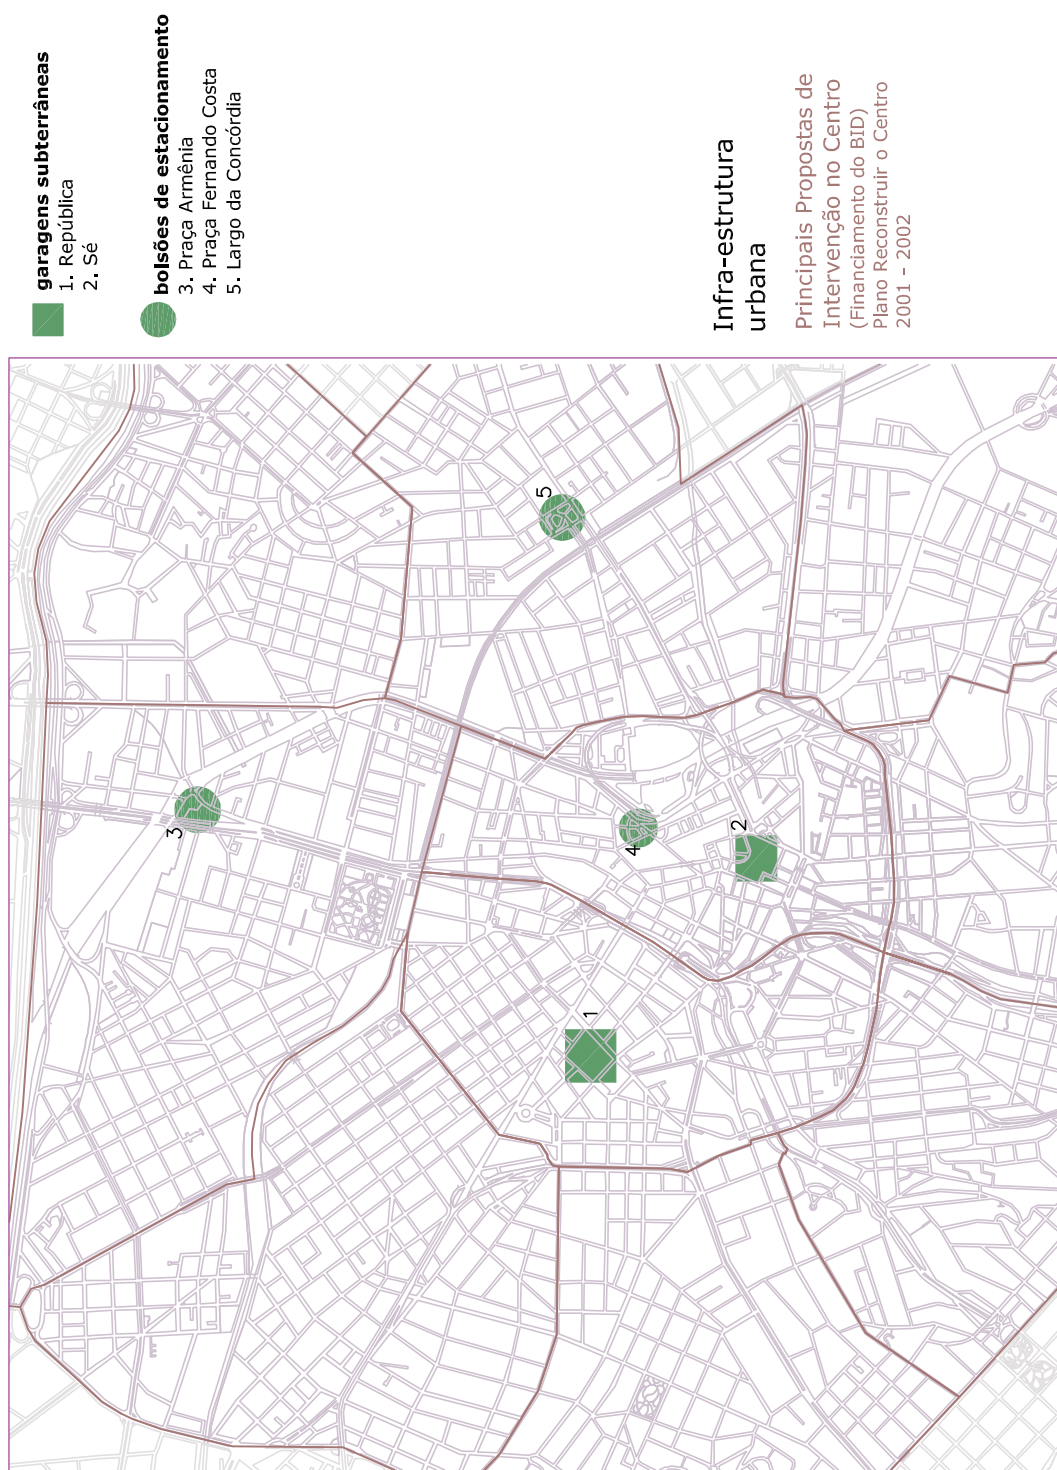 garagens subterrâneas
1. República
2. Sé
bolsões de estacionamento
3. Praça Armênia
4. Praça Fernando Costa
5. Largo da Concórdia
Infra-estrutura
urbana
Principais Propostas de
Intervenção no Centro
(Financiamento do BID)
Plano Reconstruir o Centro
2001 - 2002
5
3
4
2
1